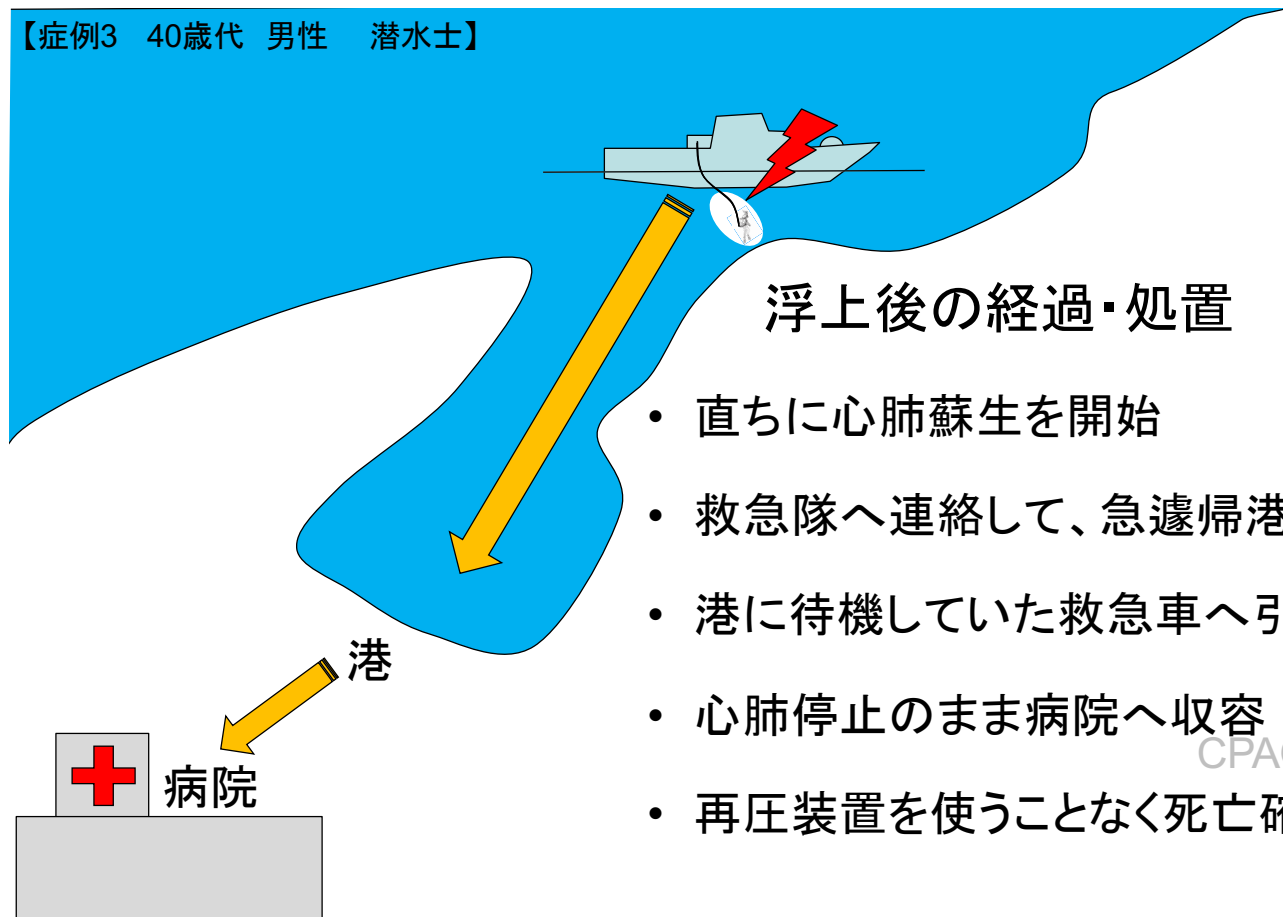 【症例3　40歳代 男性　潜水士】
浮上後の経過・処置
• 直ちに心肺蘇生を開始
• 救急隊へ連絡して、急遽帰港
• 港に待機していた救急車へ引
• 心肺停止のまま病院へ収容
CPA
• 再圧装置を使うことなく死亡確
港
病院